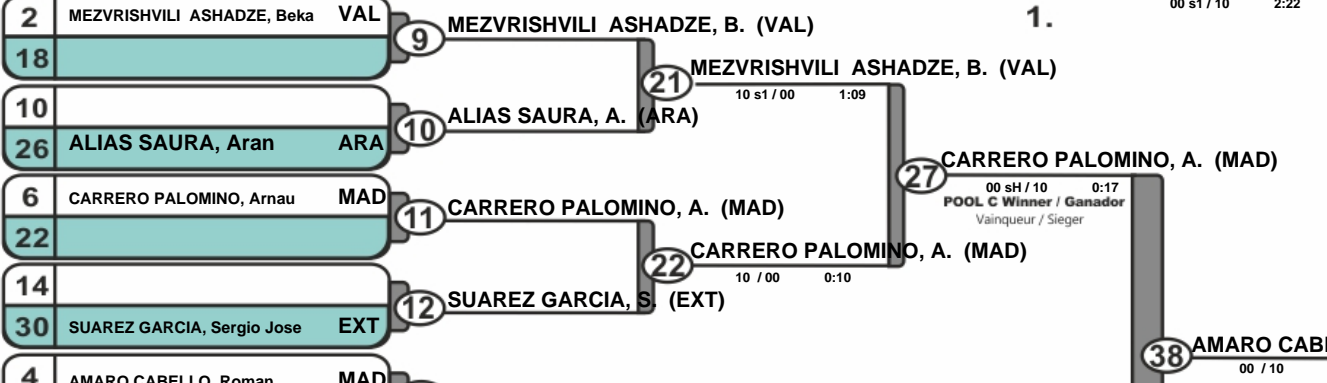 00 s1 / 10 2:22
1.
2 MEZVRISHVILI ASHADZE, Beka VAL
18
9 MEZVRISHVILI ASHADZE, B. (VAL)
21 MEZVRISHVILI ASHADZE, B. (VAL)
10 s1 / 00 1:09
10
26 ALIAS SAURA, Aran ARA
10 ALIAS SAURA, A. (ARA)
27 CARRERO PALOMINO, A. (MAD)
00 sH / 10 0:17
POOL C Winner / Ganador
Vainqueur / Sieger
6 CARRERO PALOMINO, Arnau MAD
22
11 CARRERO PALOMINO, A. (MAD)
22 CARRERO PALOMINO, A. (MAD)
10 / 00 0:10
14
30 SUAREZ GARCIA, Sergio Jose EXT
12 SUAREZ GARCIA, S. (EXT)
38 AMARO CAB
00 / 10
4 AMARO CABELLO, Roman MAD